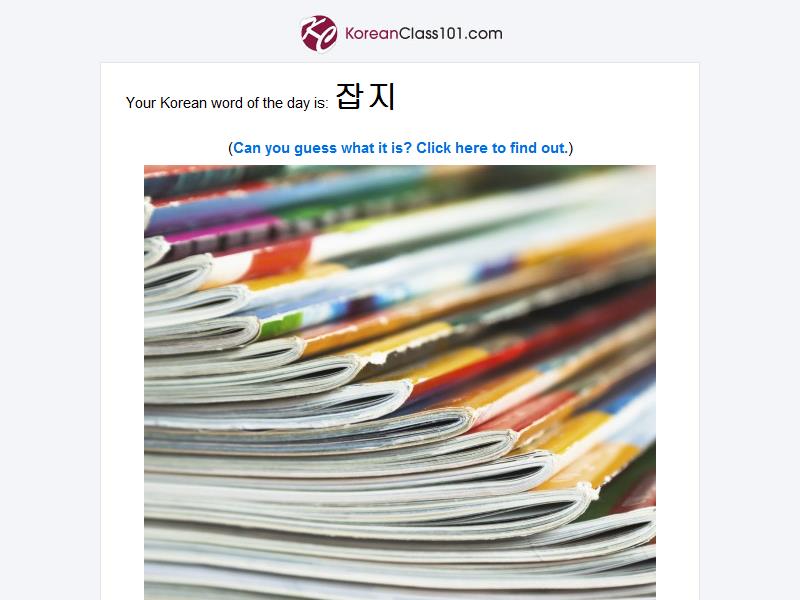 KoreanClass101.com
Your Korean word of the day is: 잡지
(Can you guess what it is? Click here to find out.)